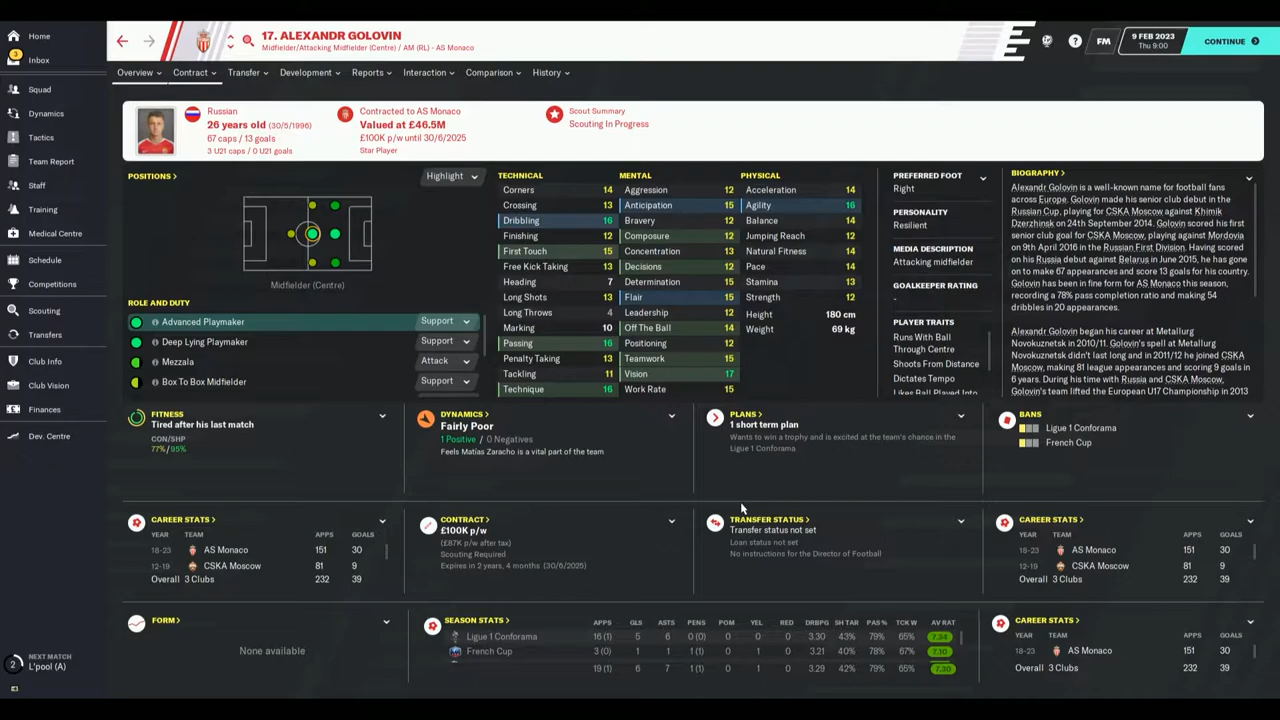 Home
3
Inbox
Squad
Dynamics
Tactics
Team Report
Staff
Training
Medical Centre
Schedule
Competitions
Scouting
Transfers
Club Info
Club Vision
Finances
Dev. Centre
2
NEXT MATCH
L'pool (A)
17. ALEXANDR GOLOVIN
Midfielder/Attacking Midfielder (Centre) / AM (RL) - AS Monaco
?
FM
9 FEB 2023
Thu 9:00
CONTINUE
Overview
Contract
Transfer
Development
Reports
Interaction
Comparison
History
Russian
26 years old (30/5/1996)
67 caps / 13 goals
3 U21 caps / 0 U21 goals
Contracted to AS Monaco
Valued at £46.5M
£100K p/w until 30/6/2025
Star Player
Scout Summary
Scouting In Progress
POSITIONS >
Highlight
Midfielder (Centre)
ROLE AND DUTY
Advanced Playmaker Support
Deep Lying Playmaker Support
Mezzala Attack
Box To Box Midfielder Support
TECHNICAL
Corners 14
Crossing 13
Dribbling 16
Finishing 12
First Touch 15
Free Kick Taking 13
Heading 7
Long Shots 13
Long Throws 4
Marking 10
Passing 16
Penalty Taking 13
Tackling 11
Technique 16
MENTAL
Aggression 12
Anticipation 15
Bravery 12
Composure 12
Concentration 13
Decisions 12
Determination 15
Flair 15
Leadership 12
Off The Ball 14
Positioning 12
Teamwork 15
Vision 17
Work Rate 15
PHYSICAL
Acceleration 14
Agility 16
Balance 14
Jumping Reach 12
Natural Fitness 14
Pace 14
Stamina 13
Strength 12
Height 180 cm
Weight 69 kg
PREFERRED FOOT
Right
PERSONALITY
Resilient
MEDIA DESCRIPTION
Attacking midfielder
GOALKEEPER RATING
-
PLAYER TRAITS
Runs With Ball
Through Centre
Shoots From Distance
Dictates Tempo
Likes Ball Played Into
BIOGRAPHY >
Alexandr Golovin is a well-known name for football fans
across Europe. Golovin made his senior club debut in the
Russian Cup, playing for CSKA Moscow against Khimik
Dzerzhinsk on 24th September 2014. Golovin scored his first
senior club goal for CSKA Moscow, playing against Mordovia
on 9th April 2016 in the Russian First Division. Having scored
on his Russia debut against Belarus in June 2015, he has gone
on to make 67 appearances and score 13 goals for his country.
Golovin has been in fine form for AS Monaco this season,
recording a 78% pass completion ratio and making 54
dribbles in 20 appearances.
Alexandr Golovin began his career at Metallurg
Novokuznetsk in 2010/11. Golovin's spell at Metallurg
Novokuznetsk didn't last long and in 2011/12 he joined CSKA
Moscow, making 81 league appearances and scoring 9 goals in
6 years. During his time with Russia and CSKA Moscow,
Golovin's team lifted the European U17 Championship in 2013
FITNESS >
Tired after his last match
CON/SHP
77%/95%
DYNAMICS >
Fairly Poor
1 Positive / 0 Negatives
Feels Matías Zaracho is a vital part of the team
PLANS >
1 short term plan
Wants to win a trophy and is excited at the team's chance in the
Ligue 1 Conforama
BANS
Ligue 1 Conforama
French Cup
CAREER STATS >
YEAR TEAM APPS GOALS
18-23 AS Monaco 151 30
12-19 CSKA Moscow 81 9
Overall 3 Clubs 232 39
CONTRACT >
£100K p/w
(£87K p/w after tax)
Scouting Required
Expires in 2 years, 4 months (30/6/2025)
TRANSFER STATUS >
Transfer status not set
Loan status not set
No instructions for the Director of Football
CAREER STATS >
YEAR TEAM APPS GOALS
18-23 AS Monaco 151 30
12-19 CSKA Moscow 81 9
Overall 3 Clubs 232 39
FORM >
None available
SEASON STATS > APPS GLS ASTS PENS POM YEL RED DRBPG SH TAR PAS % TCK W AV RAT
Ligue 1 Conforama 16 (1) 5 6 0 (0) 0 0 0 3.30 43% 79% 65% 7.34
French Cup 3 (0) 1 1 1 (1) 0 1 0 3.21 40% 78% 67% 7.10
19 (1) 6 7 1 (1) 0 1 0 3.29 42% 79% 65% 7.30
CAREER STATS >
YEAR TEAM APPS GOALS
18-23 AS Monaco 151 30
Overall 3 Clubs 232 39